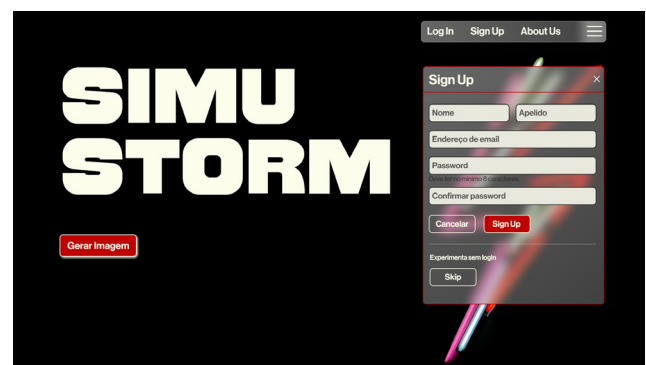 Log In Sign Up About Us
SIMU
STORM
Gerar Imagem
Sign Up
Nome Apelido
Endereço de email
Password
Deve ter no mínimo 8 caracteres
Confirmar password
Cancelar Sign Up
Experimenta sem login
Skip